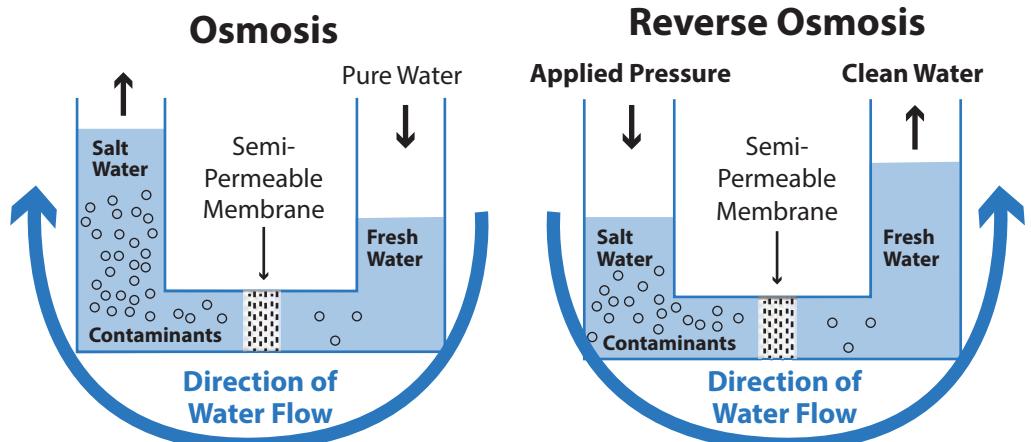 Osmosis
Pure Water
Salt
Water
Semi-
Permeable
Membrane
Fresh
Water
Contaminants
Direction of
Water Flow
Reverse Osmosis
Applied Pressure
Clean Water
Semi-
Permeable
Membrane
Salt
Water
Fresh
Water
Contaminants
Direction of
Water Flow